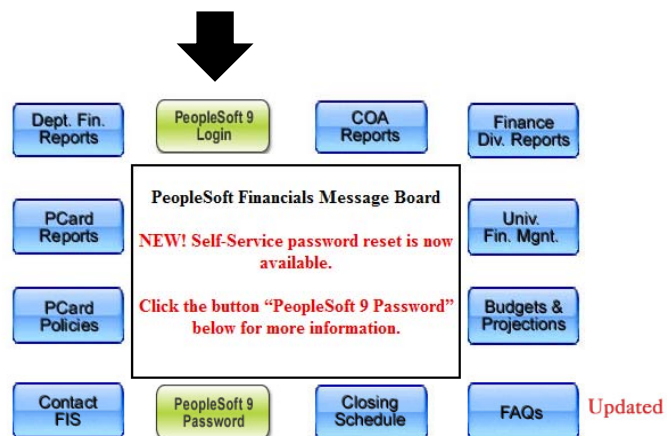 Dept. Fin.
Reports
PeopleSoft 9
Login
COA
Reports
Finance
Div. Reports
PCard
Reports
PeopleSoft Financials Message Board
NEW! Self-Service password reset is now
available.
Click the button “PeopleSoft 9 Password”
below for more information.
Univ.
Fin. Mgnt.
PCard
Policies
Budgets &
Projections
Contact
FIS
PeopleSoft 9
Password
Closing
Schedule
FAQs
Updated